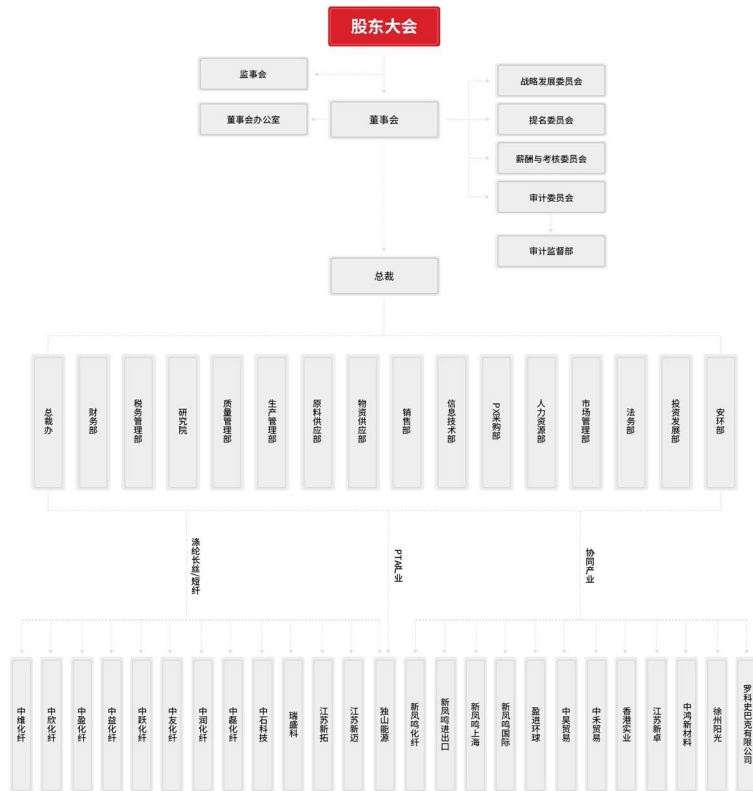 股东大会
监事会
战略发展委员会
董事会办公室
董事会
提名委员会
薪酬与考核委员会
审计委员会
审计监督部
总裁
总裁办
财务部
税务管理部
研究院
质量管理部
生产管理部
原料供应部
物资供应部
销售部
信息技术部
PX采购部
人力资源部
市场管理部
法务部
投资发展部
安环部
涤纶长丝/短纤
PTA产业
协同产业
中维化纤
中欣化纤
中盈化纤
中益化纤
中跃化纤
中友化纤
中润化纤
中磊化纤
中石科技
瑞盛科
江苏新拓
江苏新迈
独山能源
新凤鸣化纤
新凤鸣进出口
新凤鸣上海
新凤鸣国际
盈进环球
中昊贸易
中禾贸易
香港实业
江苏新卓
中鸿新材料
徐州阳光
罗科史巴克有限公司